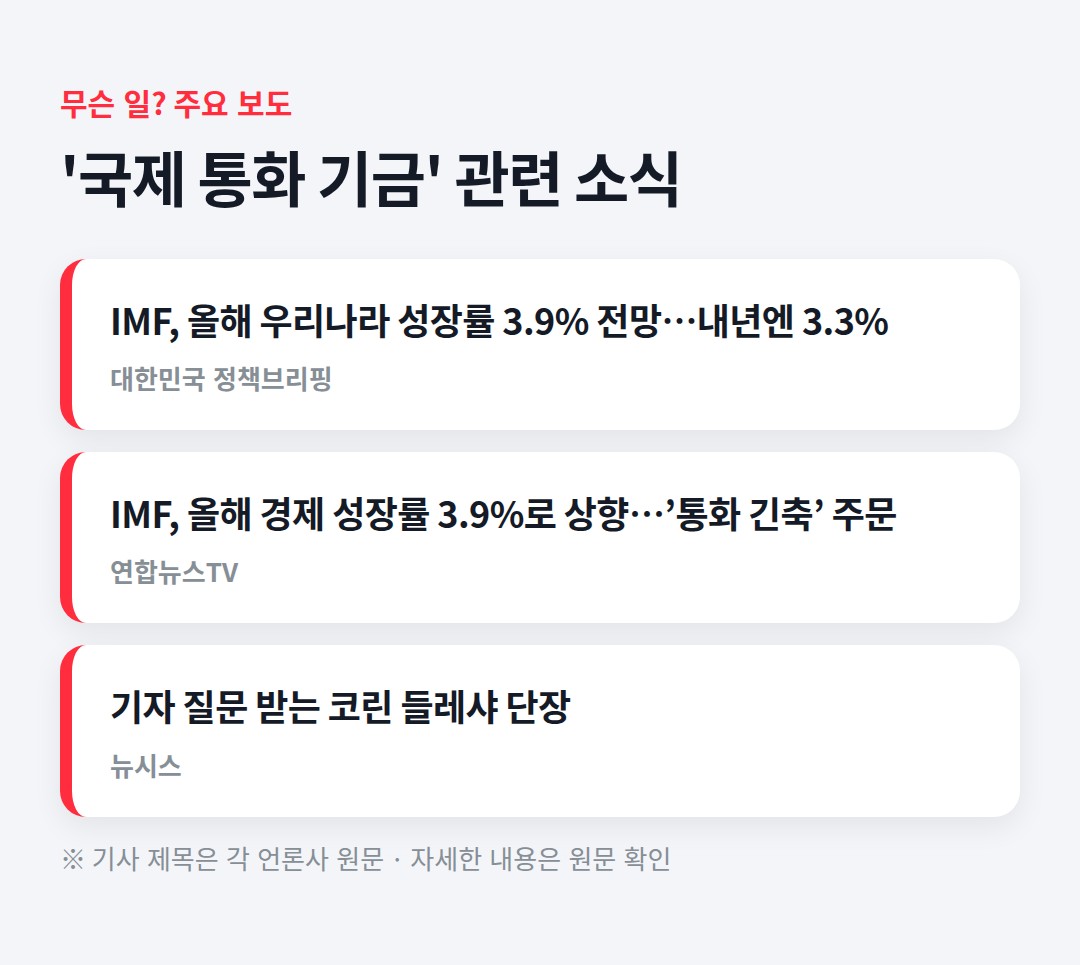 무슨 일? 주요 보도
'국제 통화 기금' 관련 소식
IMF, 올해 우리나라 성장률 3.9% 전망…내년엔 3.3%
대한민국 정책브리핑
IMF, 올해 경제 성장률 3.9%로 상향…’통화 긴축’ 주문
연합뉴스TV
기자 질문 받는 코린 들레샤 단장
뉴시스
※ 기사 제목은 각 언론사 원문 · 자세한 내용은 원문 확인